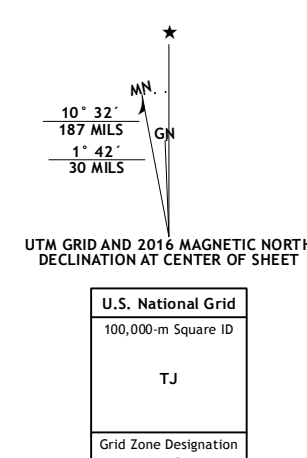 ★
MN
10° 32´
187 MILS
GN
1° 42´
30 MILS
UTM GRID AND 2016 MAGNETIC NORTH
DECLINATION AT CENTER OF SHEET
U.S. National Grid
100,000-m Square ID
TJ
Grid Zone Designation